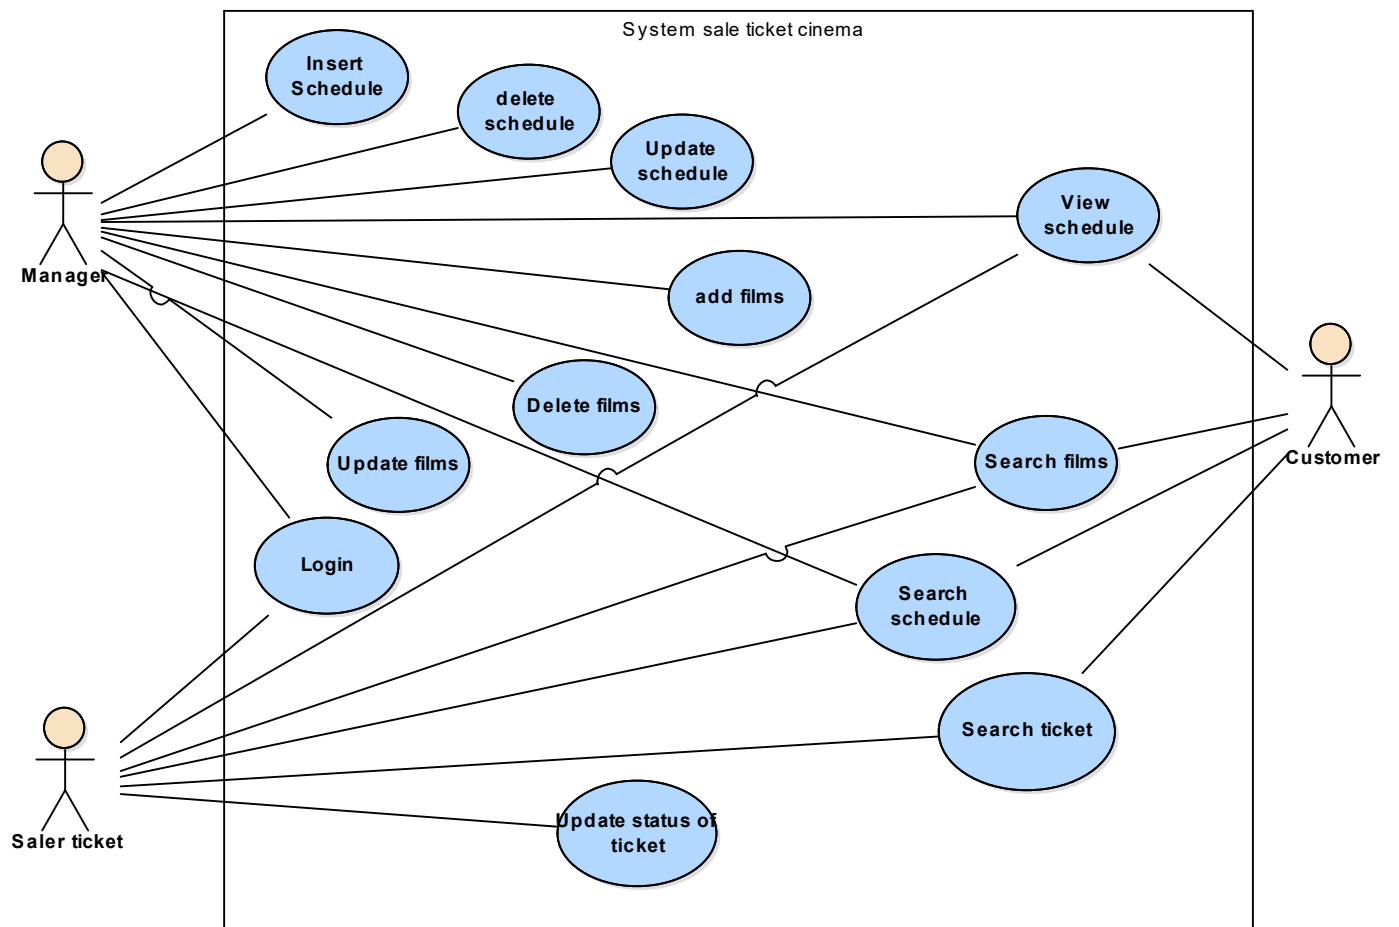 System sale ticket cinema
Insert
Schedule
delete
schedule
Update
schedule
View
schedule
Manager
add films
Delete films
Customer
Update films
Search films
Login
Search
schedule
Search ticket
Saler ticket
Update status of
ticket